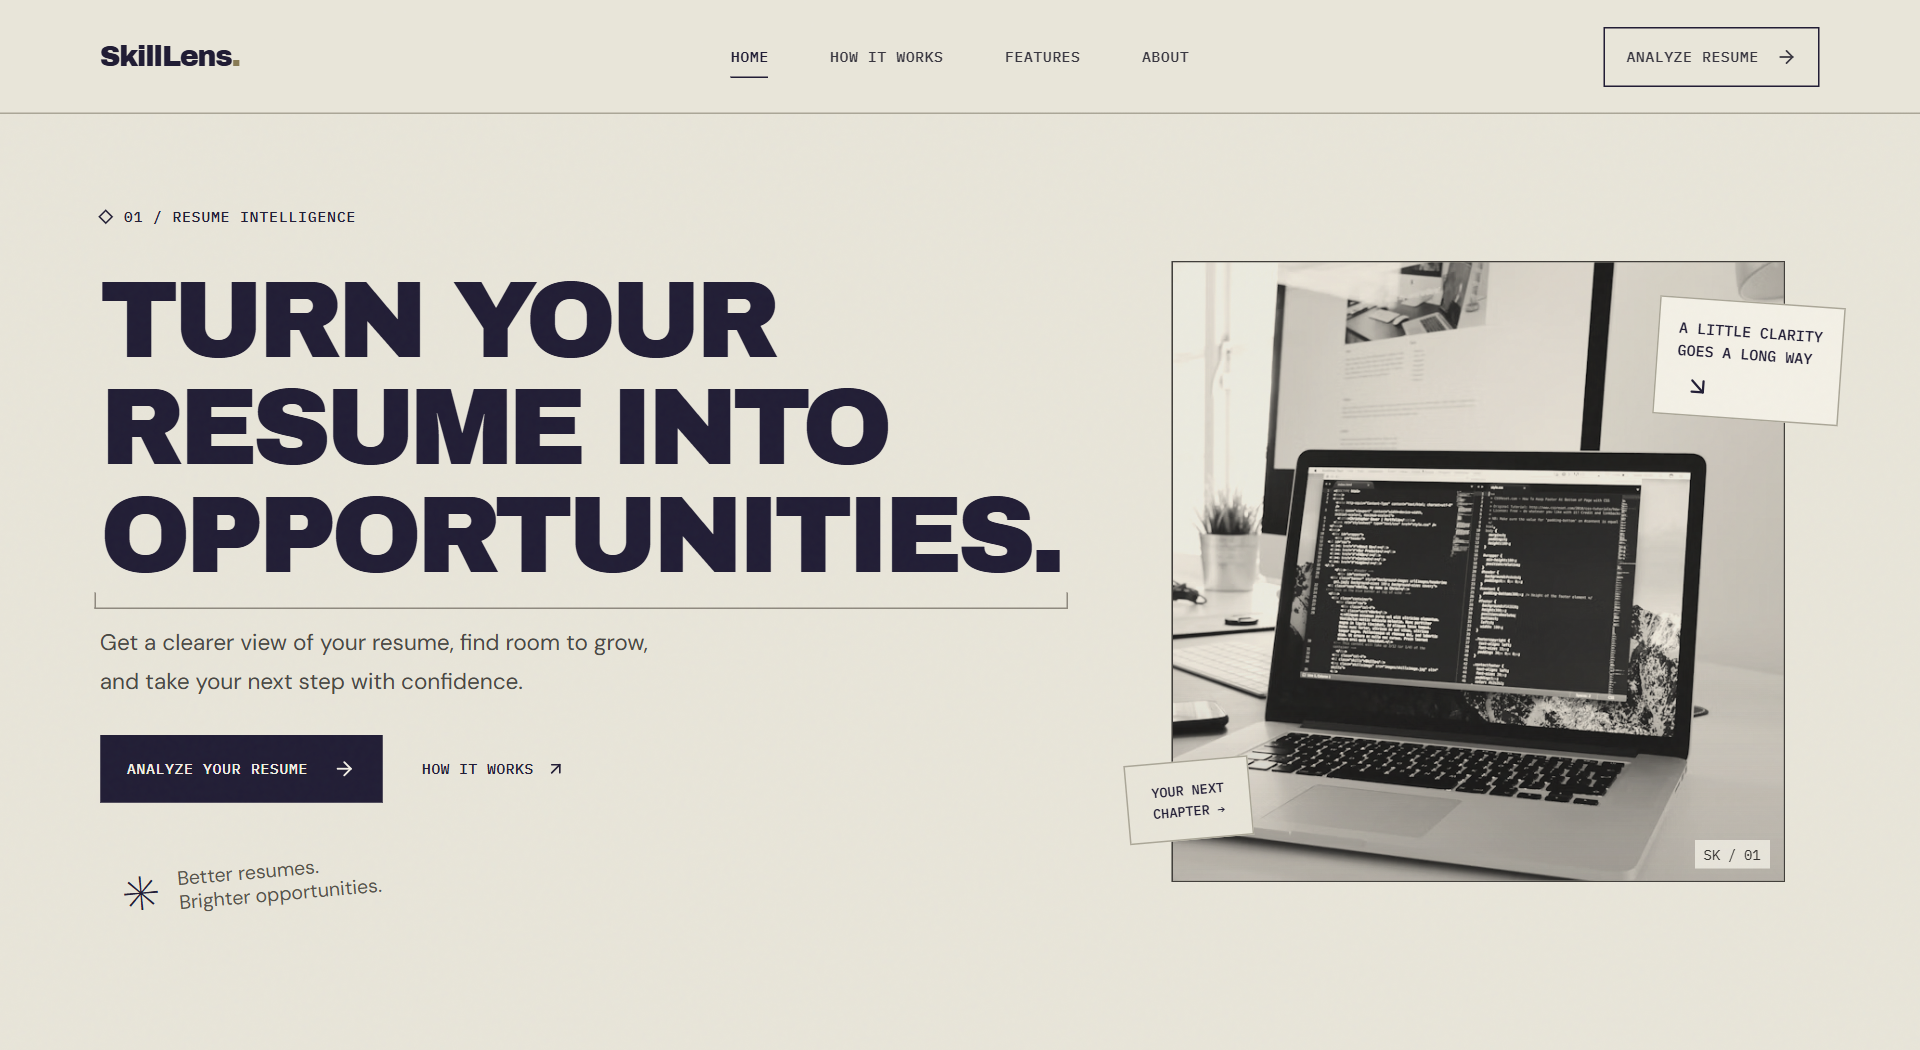 SkillLens.
HOME
HOW IT WORKS
FEATURES
ABOUT
ANALYZE RESUME →
01 / RESUME INTELLIGENCE
TURN YOUR
RESUME INTO
OPPORTUNITIES.
Get a clearer view of your resume, find room to grow,
and take your next step with confidence.
ANALYZE YOUR RESUME →
HOW IT WORKS ↗
Better resumes.
Brighter opportunities.
A LITTLE CLARITY
GOES A LONG WAY
↘
YOUR NEXT
CHAPTER →
SK / 01